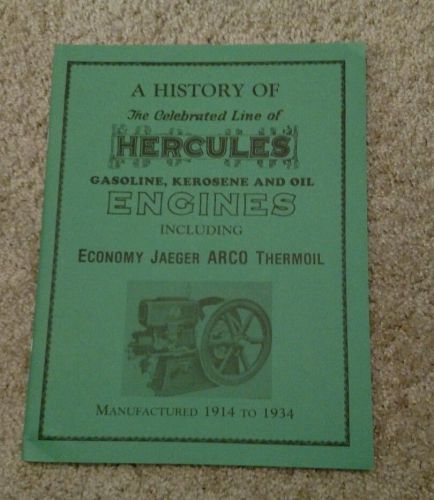 A HISTORY OF
The Celebrated Line of
HERCULES
GASOLINE, KEROSENE AND OIL
ENGINES
INCLUDING
ECONOMY JAEGER ARCO THERMOIL
MANUFACTURED 1914 TO 1934